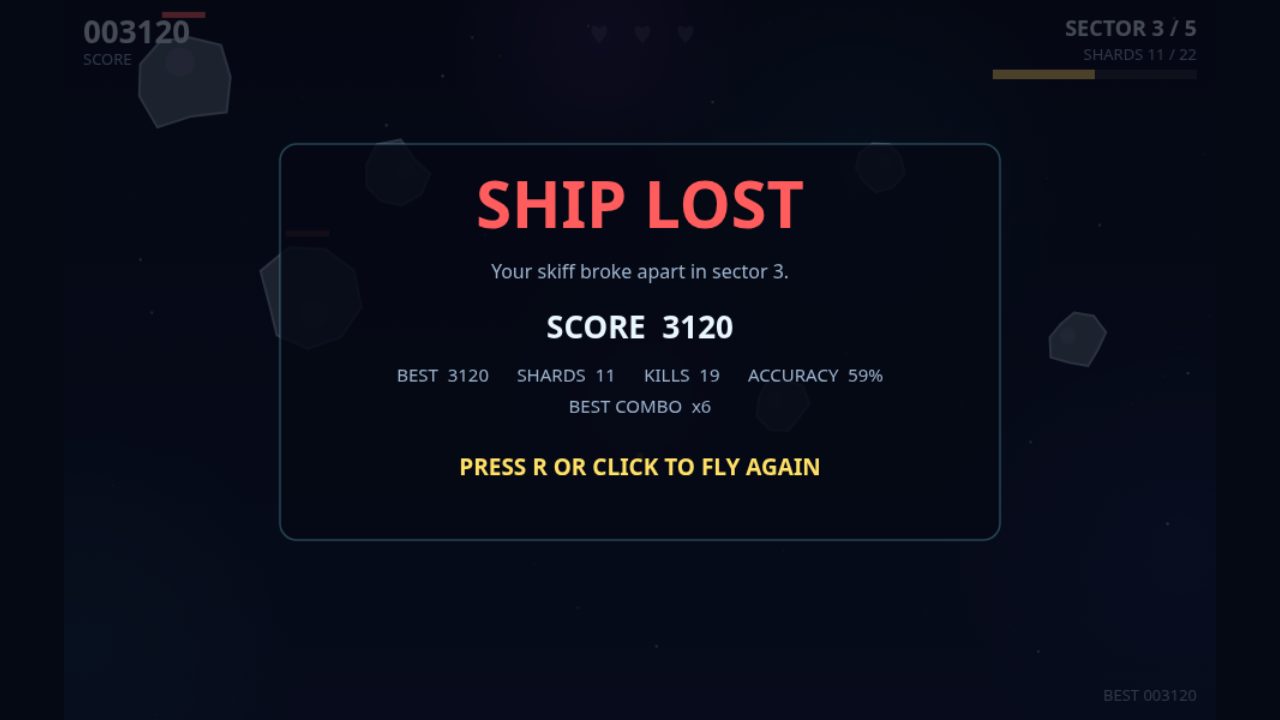 003120
SCORE
SECTOR 3 / 5
SHARDS 11 / 22
SHIP LOST
Your skiff broke apart in sector 3.
SCORE 3120
BEST 3120 SHARDS 11 KILLS 19 ACCURACY 59%
BEST COMBO x6
PRESS R OR CLICK TO FLY AGAIN
BEST 003120